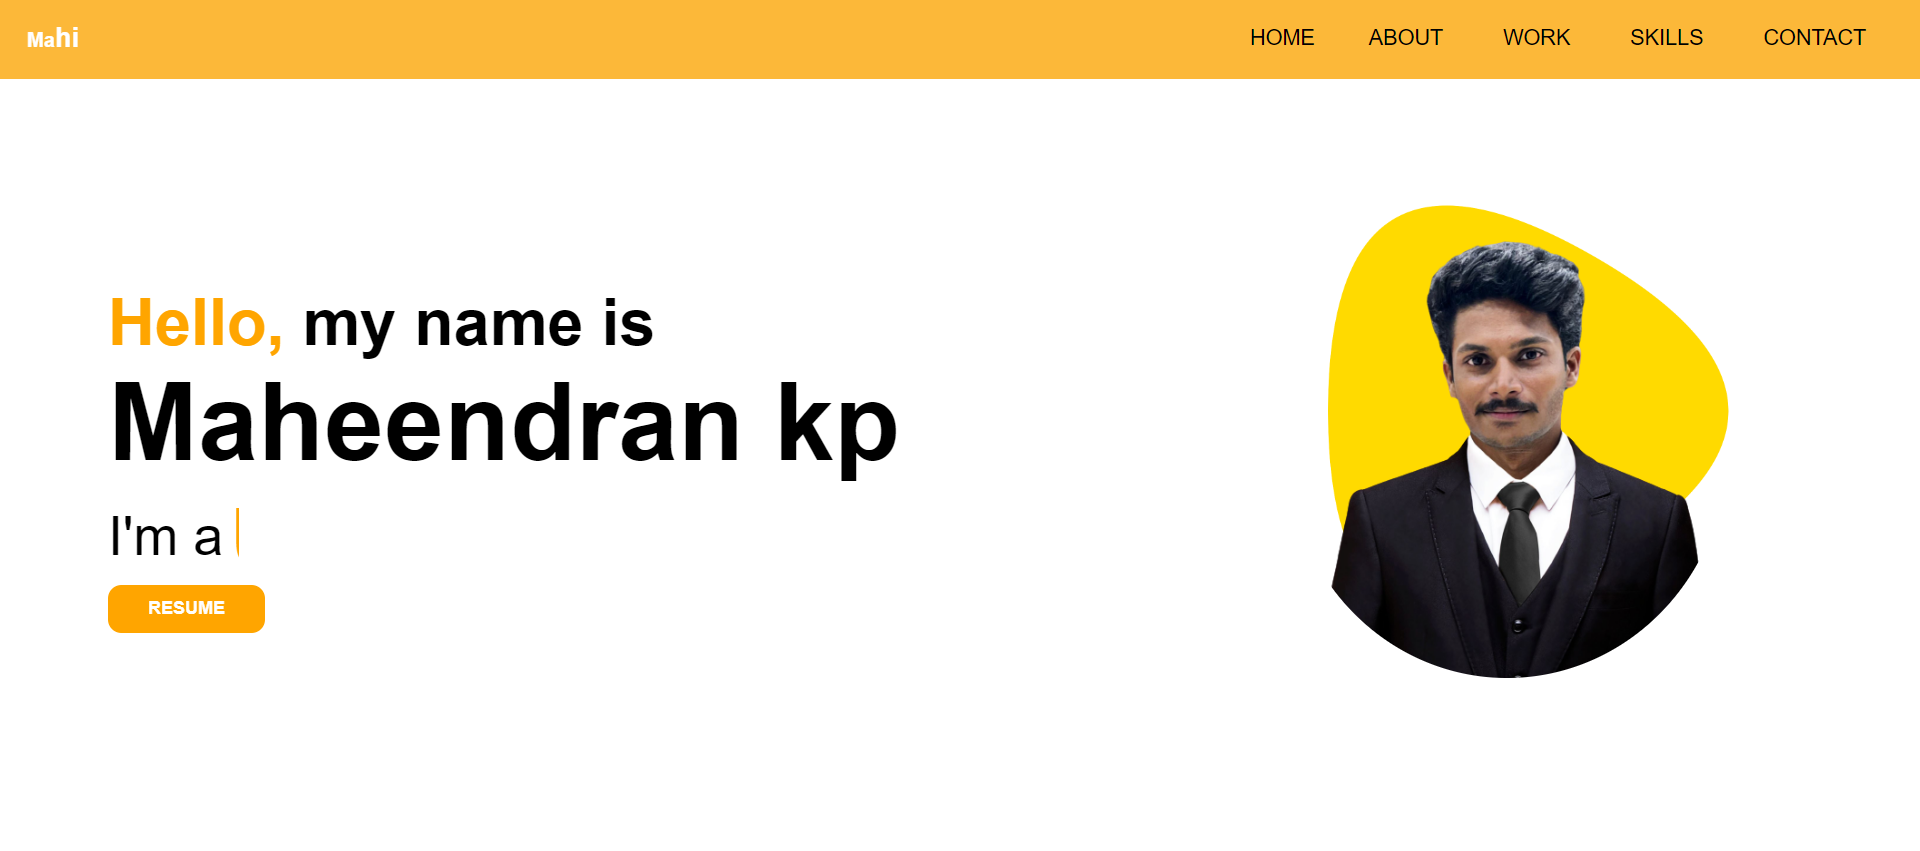 Mahi
HOME ABOUT WORK SKILLS CONTACT
Hello, my name is
Maheendran kp
I'm a
RESUME